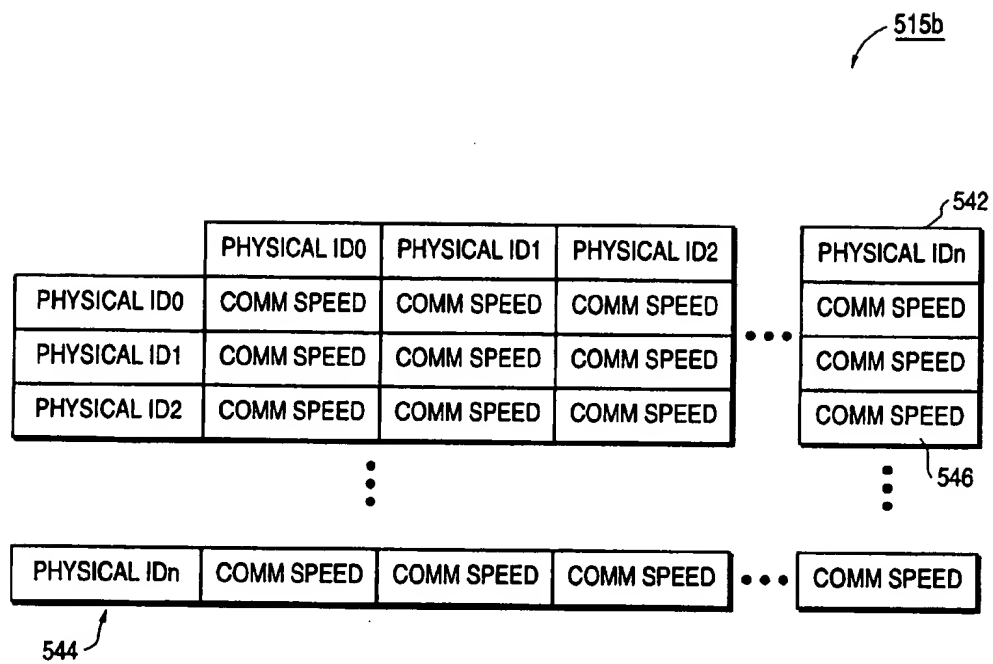 515b
542
PHYSICAL ID0 PHYSICAL ID1 PHYSICAL ID2 PHYSICAL IDn
PHYSICAL ID0 COMM SPEED COMM SPEED COMM SPEED COMM SPEED
PHYSICAL ID1 COMM SPEED COMM SPEED COMM SPEED COMM SPEED
PHYSICAL ID2 COMM SPEED COMM SPEED COMM SPEED COMM SPEED
546
PHYSICAL IDn COMM SPEED COMM SPEED COMM SPEED COMM SPEED
544